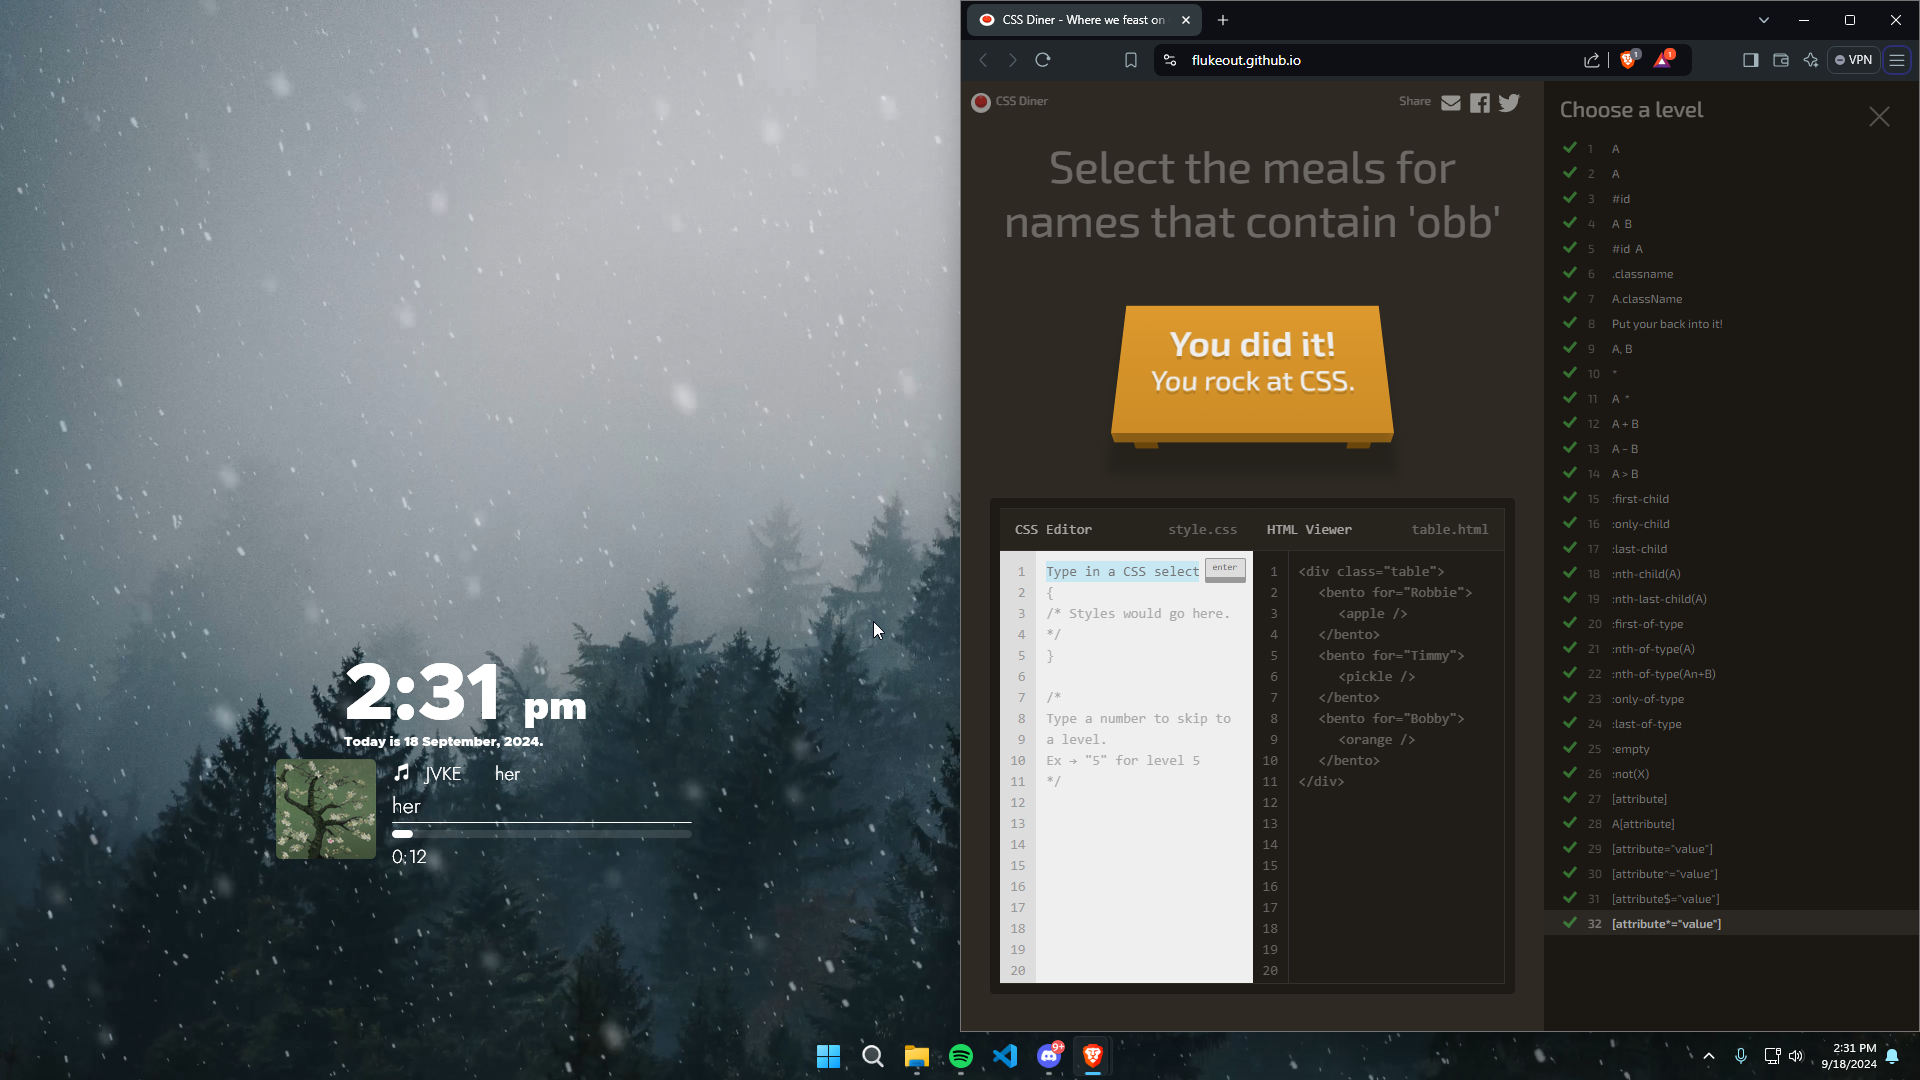 2:31 pm
Today is 18 September, 2024.
JVKE her
her
0:12
CSS Diner - Where we feast on
flukeout.github.io
1
1
VPN
CSS Diner
Share
Select the meals for
names that contain 'obb'
You did it!
You rock at CSS.
CSS Editor style.css
HTML Viewer table.html
1 Type in a CSS select enter
2 {
3 /* Styles would go here.
4 */
5 }
6
7 /*
8 Type a number to skip to
9 a level.
10 Ex → "5" for level 5
11 */
12
13
14
15
16
17
18
19
20
1 <div class="table">
2 <bento for="Robbie">
3 <apple />
4 </bento>
5 <bento for="Timmy">
6 <pickle />
7 </bento>
8 <bento for="Bobby">
9 <orange />
10 </bento>
11 </div>
12
13
14
15
16
17
18
19
20
Choose a level
1 A
2 A
3 #id
4 A B
5 #id A
6 .classname
7 A.className
8 Put your back into it!
9 A, B
10 *
11 A *
12 A + B
13 A ~ B
14 A > B
15 :first-child
16 :only-child
17 :last-child
18 :nth-child(A)
19 :nth-last-child(A)
20 :first-of-type
21 :nth-of-type(A)
22 :nth-of-type(An+B)
23 :only-of-type
24 :last-of-type
25 :empty
26 :not(X)
27 [attribute]
28 A[attribute]
29 [attribute="value"]
30 [attribute^="value"]
31 [attribute$="value"]
32 [attribute*="value"]
9+
2:31 PM
9/18/2024